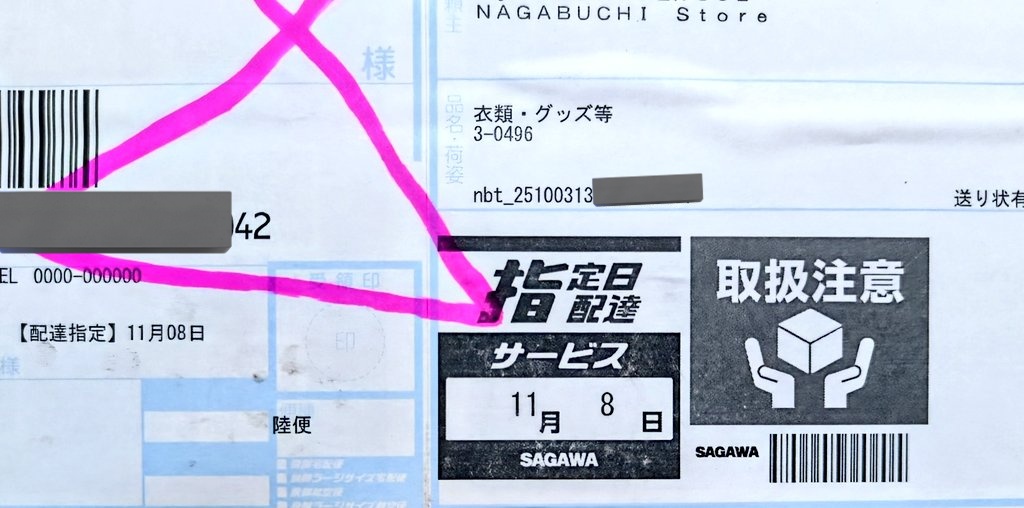 NAGABUCHI Store
様
品名・荷姿
衣類・グッズ等
3-0496
nbt_25100313
送り状有
042
EL 0000-000000
受領印
印
【配達指定】11月08日
様
陸便
指定日
配達
サービス
11月 8日
SAGAWA
取扱注意
SAGAWA